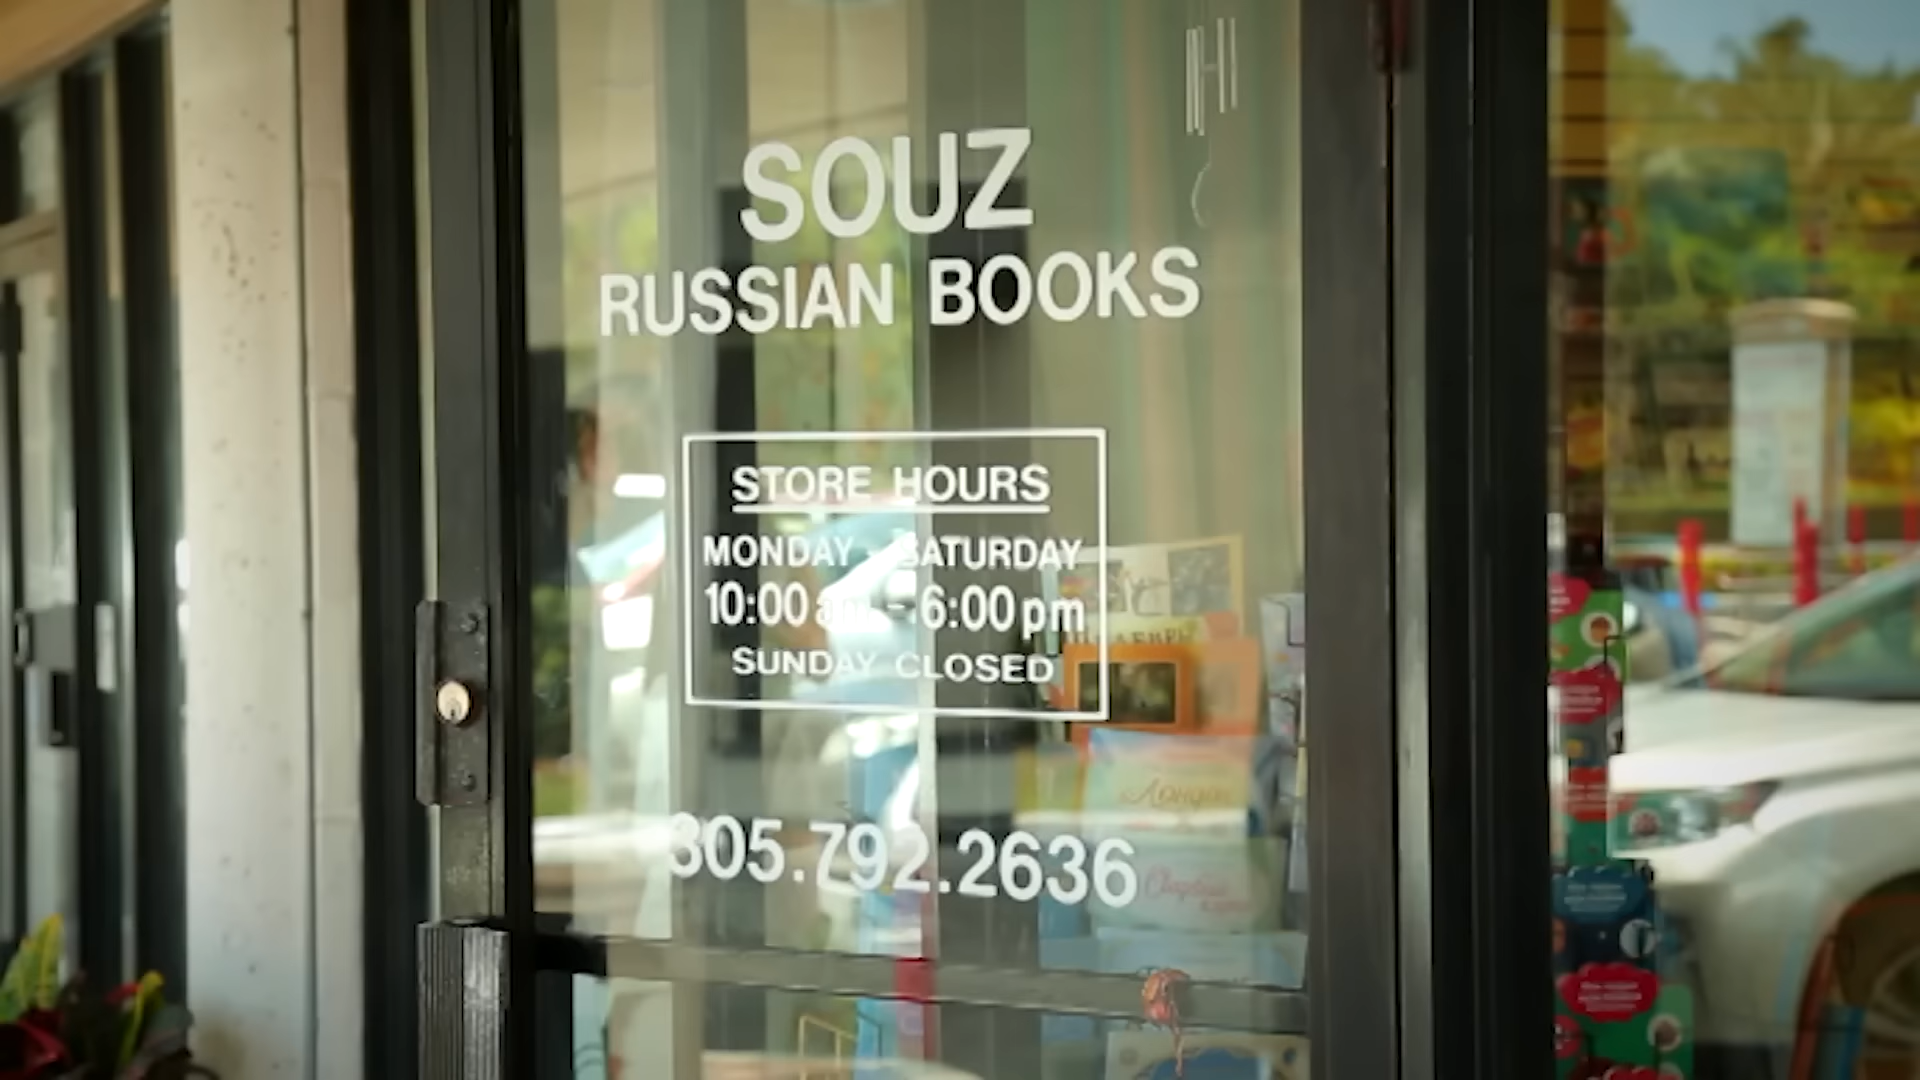 SOUZ
RUSSIAN BOOKS
STORE HOURS
MONDAY - SATURDAY
10:00 am - 6:00 pm
SUNDAY CLOSED
305.792.2636